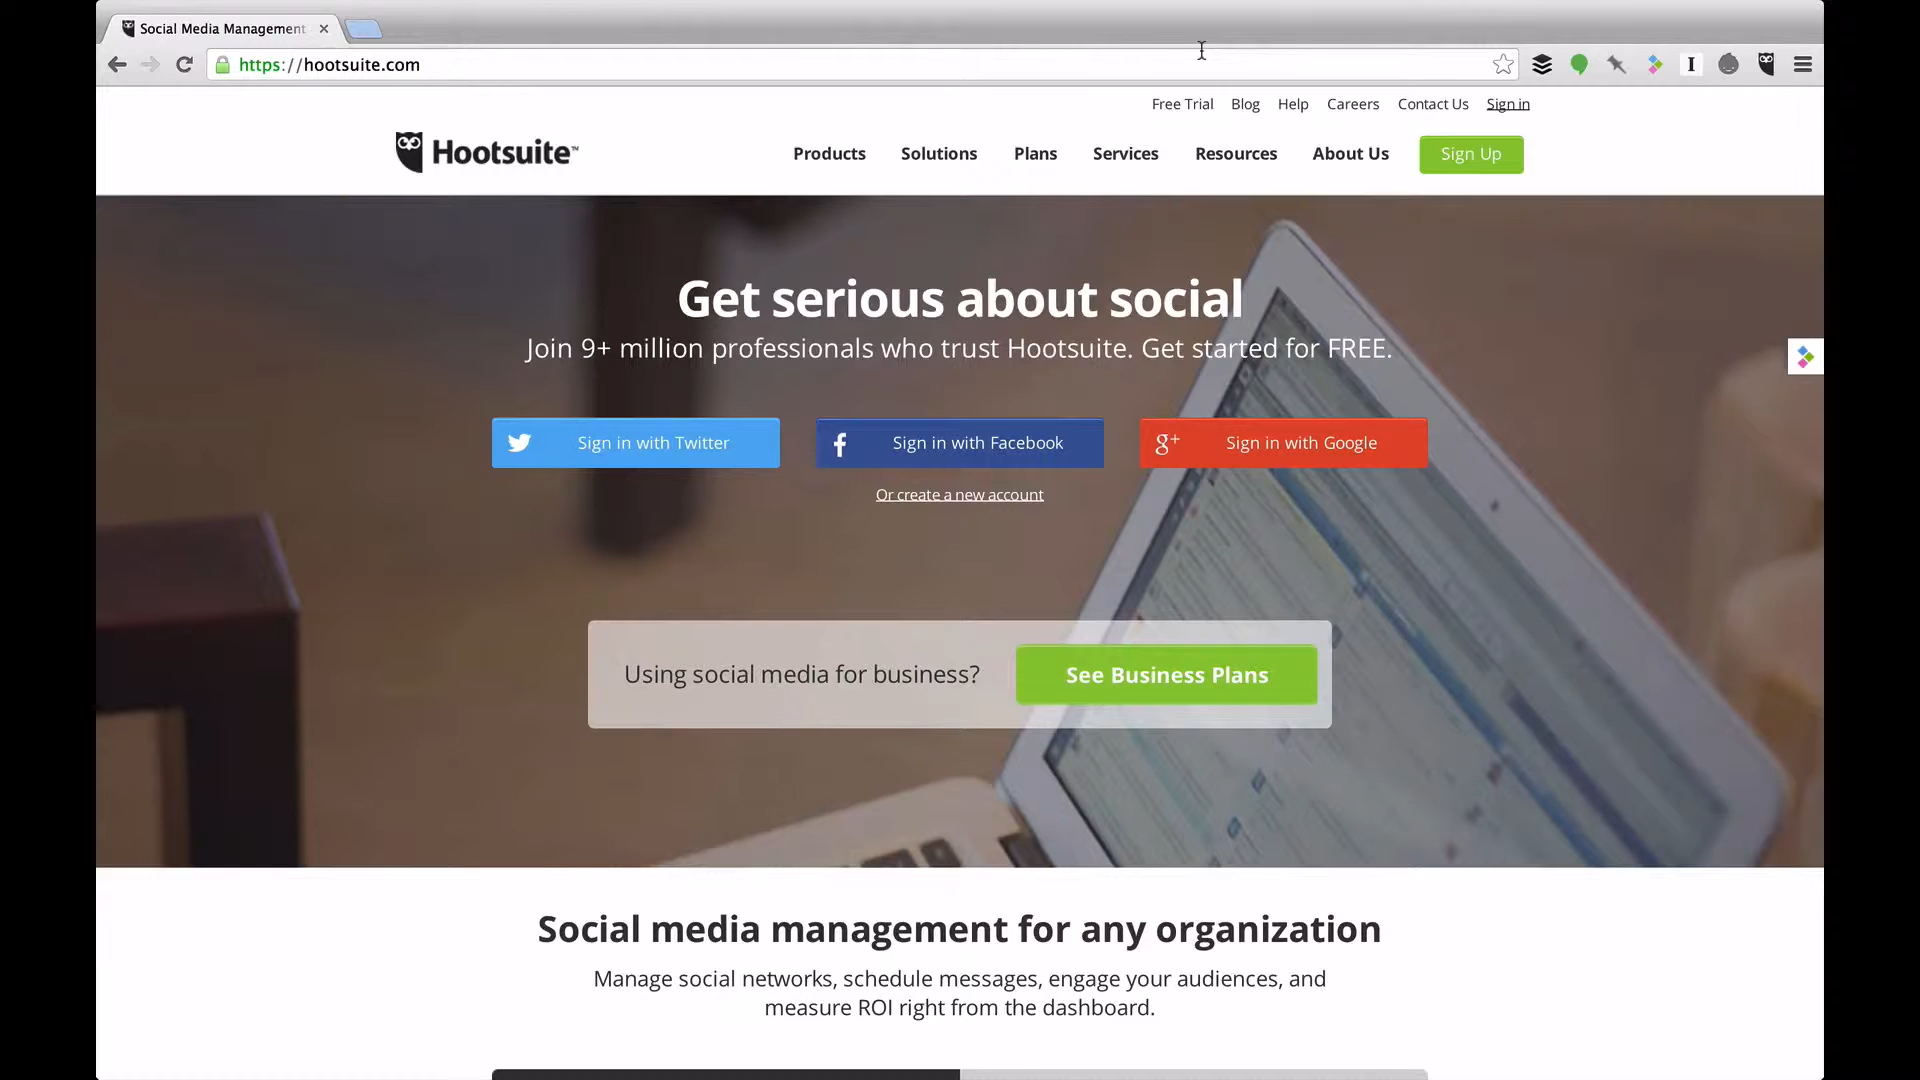 Social Media Management
https://hootsuite.com
Free Trial Blog Help Careers Contact Us Sign in
Hootsuite™
Products Solutions Plans Services Resources About Us Sign Up
Get serious about social
Join 9+ million professionals who trust Hootsuite. Get started for FREE.
Sign in with Twitter
f Sign in with Facebook
g+ Sign in with Google
Or create a new account
Using social media for business? See Business Plans
Social media management for any organization
Manage social networks, schedule messages, engage your audiences, and
measure ROI right from the dashboard.